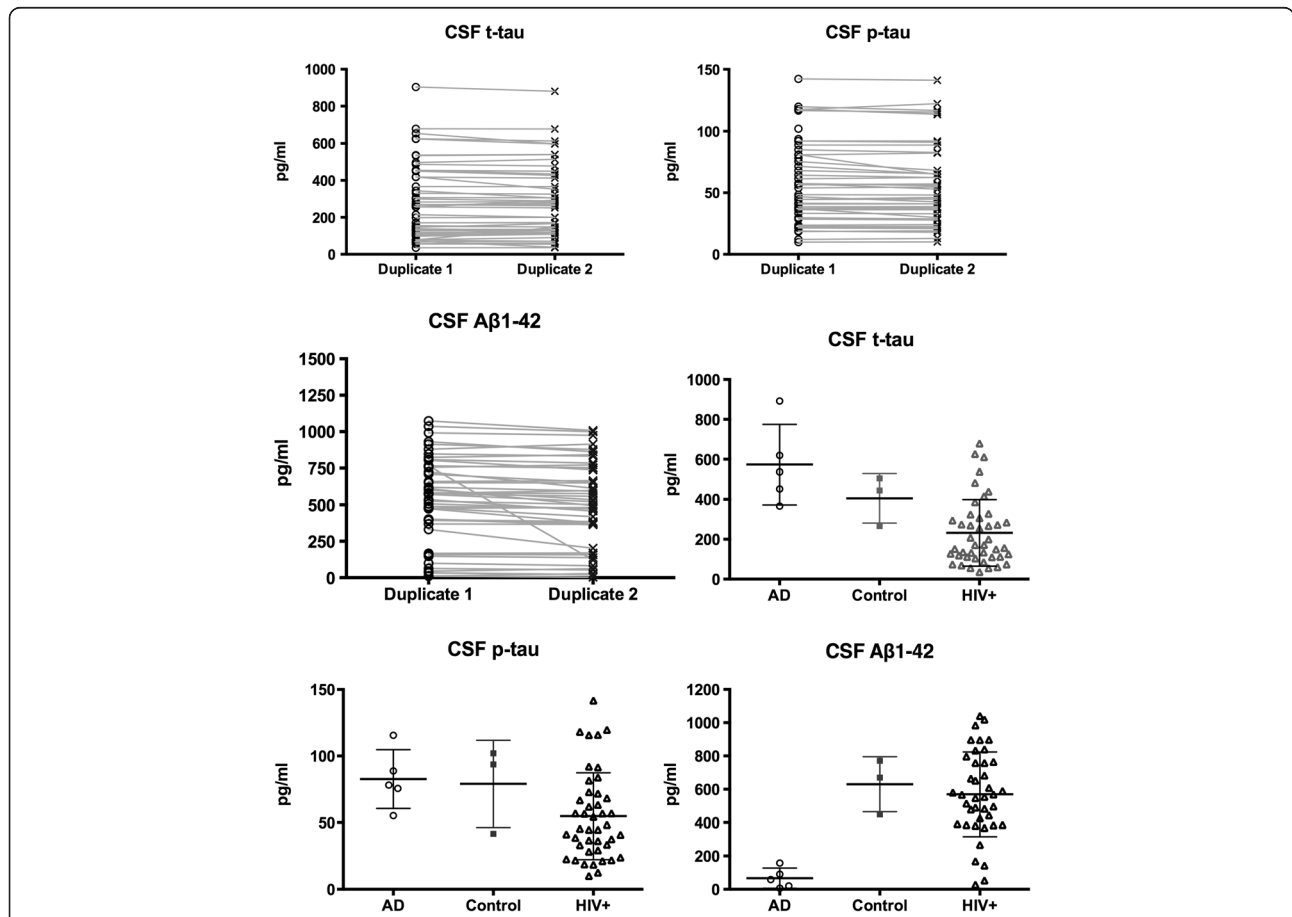 CSF t-tau
1000
800
600
400
200
0
pg/ml
Duplicate 1 Duplicate 2
CSF p-tau
150
100
50
0
pg/ml
Duplicate 1 Duplicate 2
CSF Aβ1-42
1500
1250
1000
750
500
250
0
pg/ml
Duplicate 1 Duplicate 2
CSF t-tau
1000
800
600
400
200
0
pg/ml
AD Control HIV+
CSF p-tau
150
100
50
0
pg/ml
AD Control HIV+
CSF Aβ1-42
1200
1000
800
600
400
200
0
pg/ml
AD Control HIV+